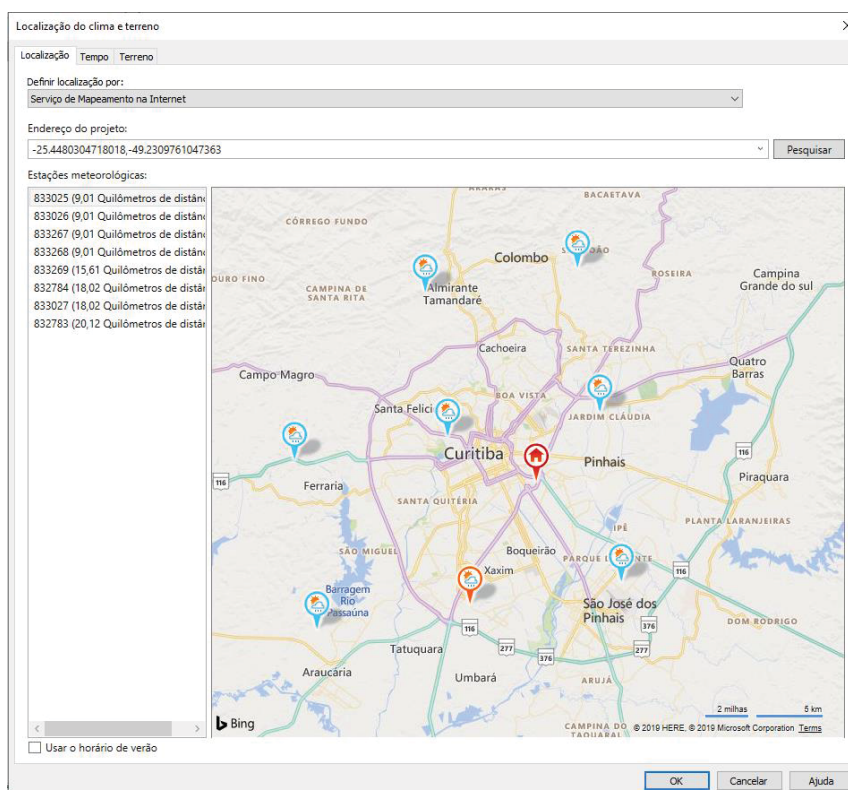 Localização do clima e terreno
Localização Tempo Terreno
Definir localização por:
Serviço de Mapeamento na Internet
Endereço do projeto:
-25.4480304718018,-49.2309761047363
Pesquisar
Estações meteorológicas:
833025 (9,01 Quilômetros de distânc
833026 (9,01 Quilômetros de distânc
833267 (9,01 Quilômetros de distânc
833268 (9,01 Quilômetros de distânc
833269 (15,61 Quilômetros de distân
832784 (18,02 Quilômetros de distân
833027 (18,02 Quilômetros de distân
832783 (20,12 Quilômetros de distân
BACAETAVA
CÓRREGO FUNDO
Colombo
OURO FINO
ROSEIRA
Campina
Grande do sul
CAMPINA DE
SANTA RITA
Almirante
Tamandaré
Cachoeira
SANTA TEREZINHA
Quatro
Barras
Campo Magro
BOA VISTA
Santa Felici
JARDIM CLÁUDIA
Curitiba
Pinhais
116
116
Piraquara
Ferraria
SANTA QUITÉRIA
PLANTA LARANJEIRAS
IPÊ
SÃO MIGUEL
Boqueirão
PARQUE
Xaxim
116
Barragem
Rio
Passaúna
São José dos
Pinhais
376
DOM RODRIGO
116
277
376
277
Tatuquara
Araucária
Umbará
ARUJÁ
2 milhas 5 km
Bing
CAMPINA DO
TAQUARAL
© 2019 HERE, © 2019 Microsoft Corporation Terms
Usar o horário de verão
OK Cancelar Ajuda